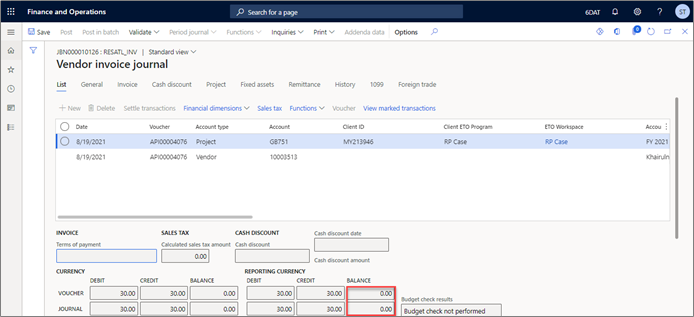 Finance and Operations
Search for a page
6DAT
ST
Save Post Post in batch Validate Period journal Functions Inquiries Print Addenda data Options
0
JBN000010126 : RESATL_INV | Standard view
Vendor invoice journal
List General Invoice Cash discount Project Fixed assets Remittance History 1099 Foreign trade
New Delete Settle transactions Financial dimensions Sales tax Functions Voucher View marked transactions
Date Voucher Account type Account Client ID Client ETO Program ETO Workspace Accou
8/19/2021 API00004076 Project GB751 MY213946 RP Case RP Case FY 2021
8/19/2021 API00004076 Vendor 10003513 Khairuln
INVOICE SALES TAX CASH DISCOUNT Cash discount date
Terms of payment Calculated sales tax amount Cash discount
0.00
Cash discount amount
CURRENCY REPORTING CURRENCY
DEBIT CREDIT BALANCE DEBIT CREDIT BALANCE
VOUCHER 30.00 30.00 0.00 30.00 30.00 0.00
Budget check results
JOURNAL 30.00 30.00 0.00 30.00 30.00 0.00
Budget check not performed